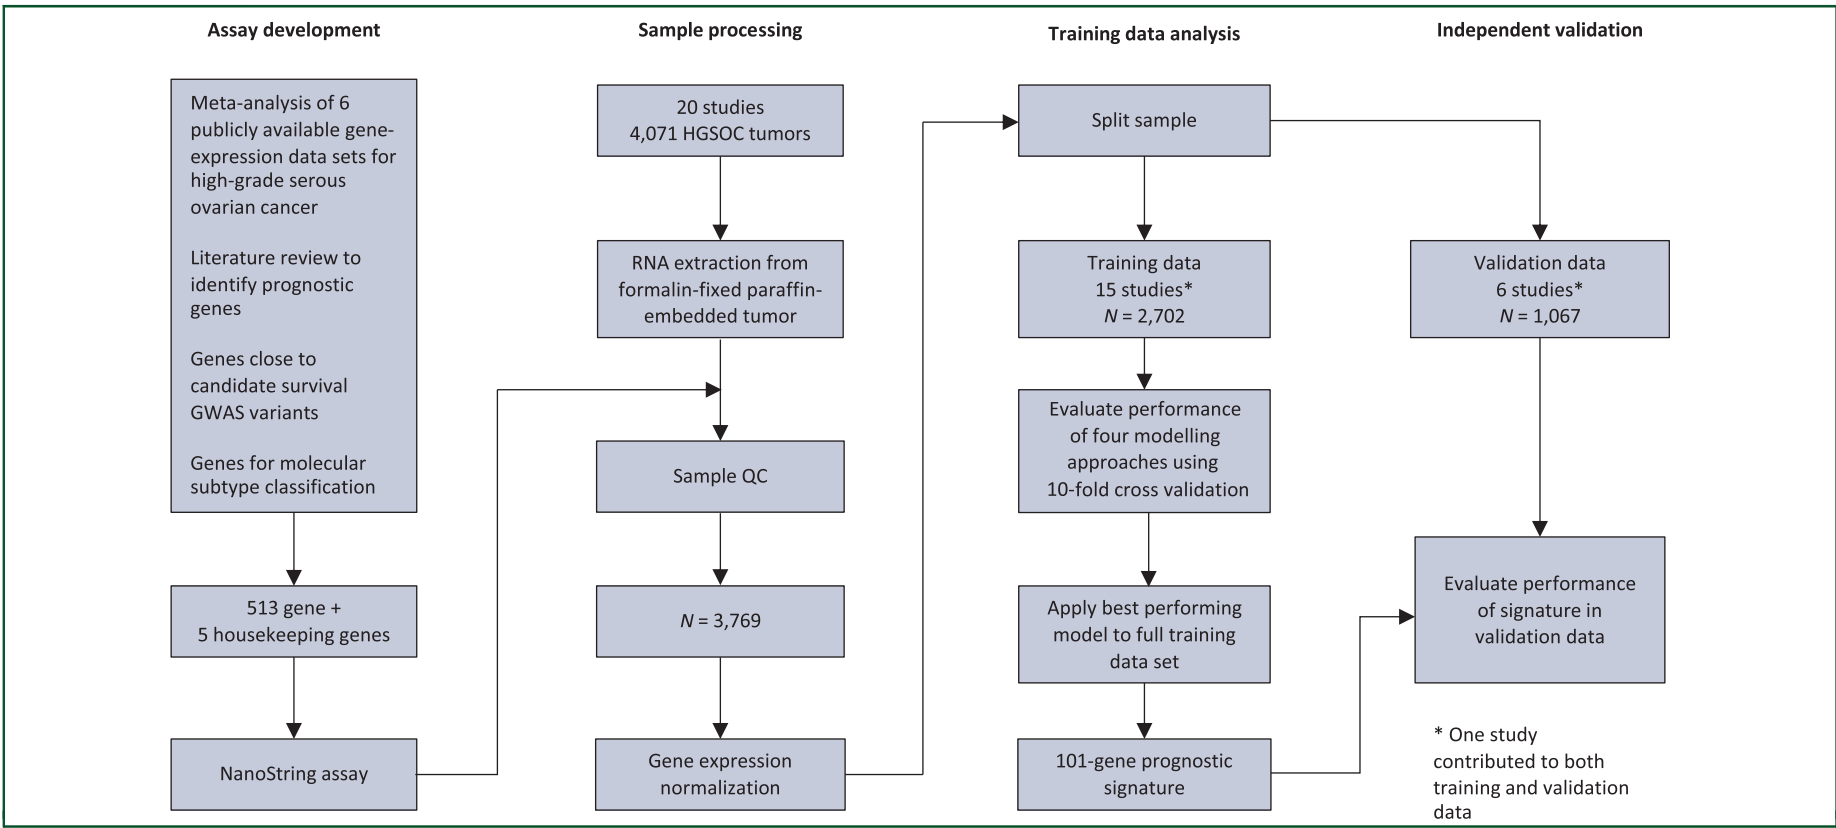 Assay development
Meta-analysis of 6
publicly available gene-
expression data sets for
high-grade serous
ovarian cancer
Literature review to
identify prognostic
genes
Genes close to
candidate survival
GWAS variants
Genes for molecular
subtype classification
513 gene +
5 housekeeping genes
NanoString assay
Sample processing
20 studies
4,071 HGSOC tumors
RNA extraction from
formalin-fixed paraffin-
embedded tumor
Sample QC
N = 3,769
Gene expression
normalization
Training data analysis
Split sample
Training data
15 studies*
N = 2,702
Evaluate performance
of four modelling
approaches using
10-fold cross validation
Apply best performing
model to full training
data set
101-gene prognostic
signature
Independent validation
Validation data
6 studies*
N = 1,067
Evaluate performance
of signature in
validation data
* One study
contributed to both
training and validation
data